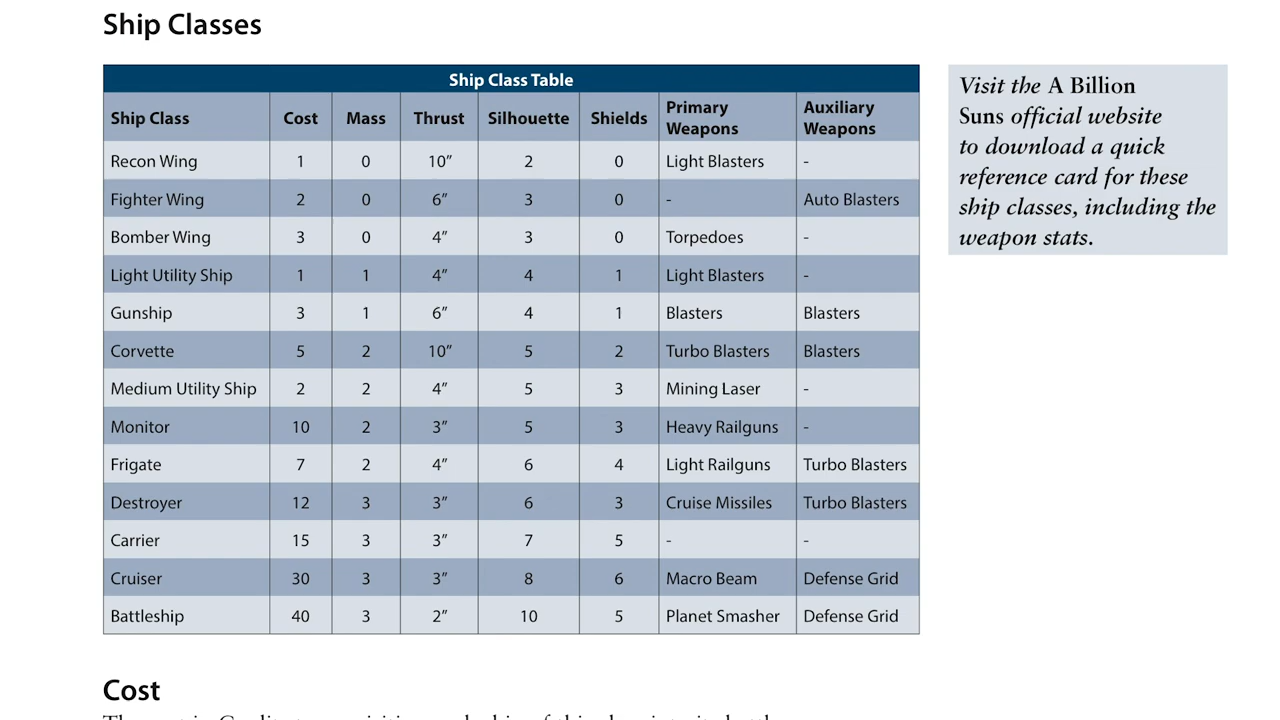 Ship Classes
Ship Class Table
Ship Class Cost Mass Thrust Silhouette Shields Primary Weapons Auxiliary Weapons
Recon Wing 1 0 10″ 2 0 Light Blasters -
Fighter Wing 2 0 6″ 3 0 - Auto Blasters
Bomber Wing 3 0 4″ 3 0 Torpedoes -
Light Utility Ship 1 1 4″ 4 1 Light Blasters -
Gunship 3 1 6″ 4 1 Blasters Blasters
Corvette 5 2 10″ 5 2 Turbo Blasters Blasters
Medium Utility Ship 2 2 4″ 5 3 Mining Laser -
Monitor 10 2 3″ 5 3 Heavy Railguns -
Frigate 7 2 4″ 6 4 Light Railguns Turbo Blasters
Destroyer 12 3 3″ 6 3 Cruise Missiles Turbo Blasters
Carrier 15 3 3″ 7 5 - -
Cruiser 30 3 3″ 8 6 Macro Beam Defense Grid
Battleship 40 3 2″ 10 5 Planet Smasher Defense Grid
Visit the A Billion
Suns official website
to download a quick
reference card for these
ship classes, including the
weapon stats.
Cost